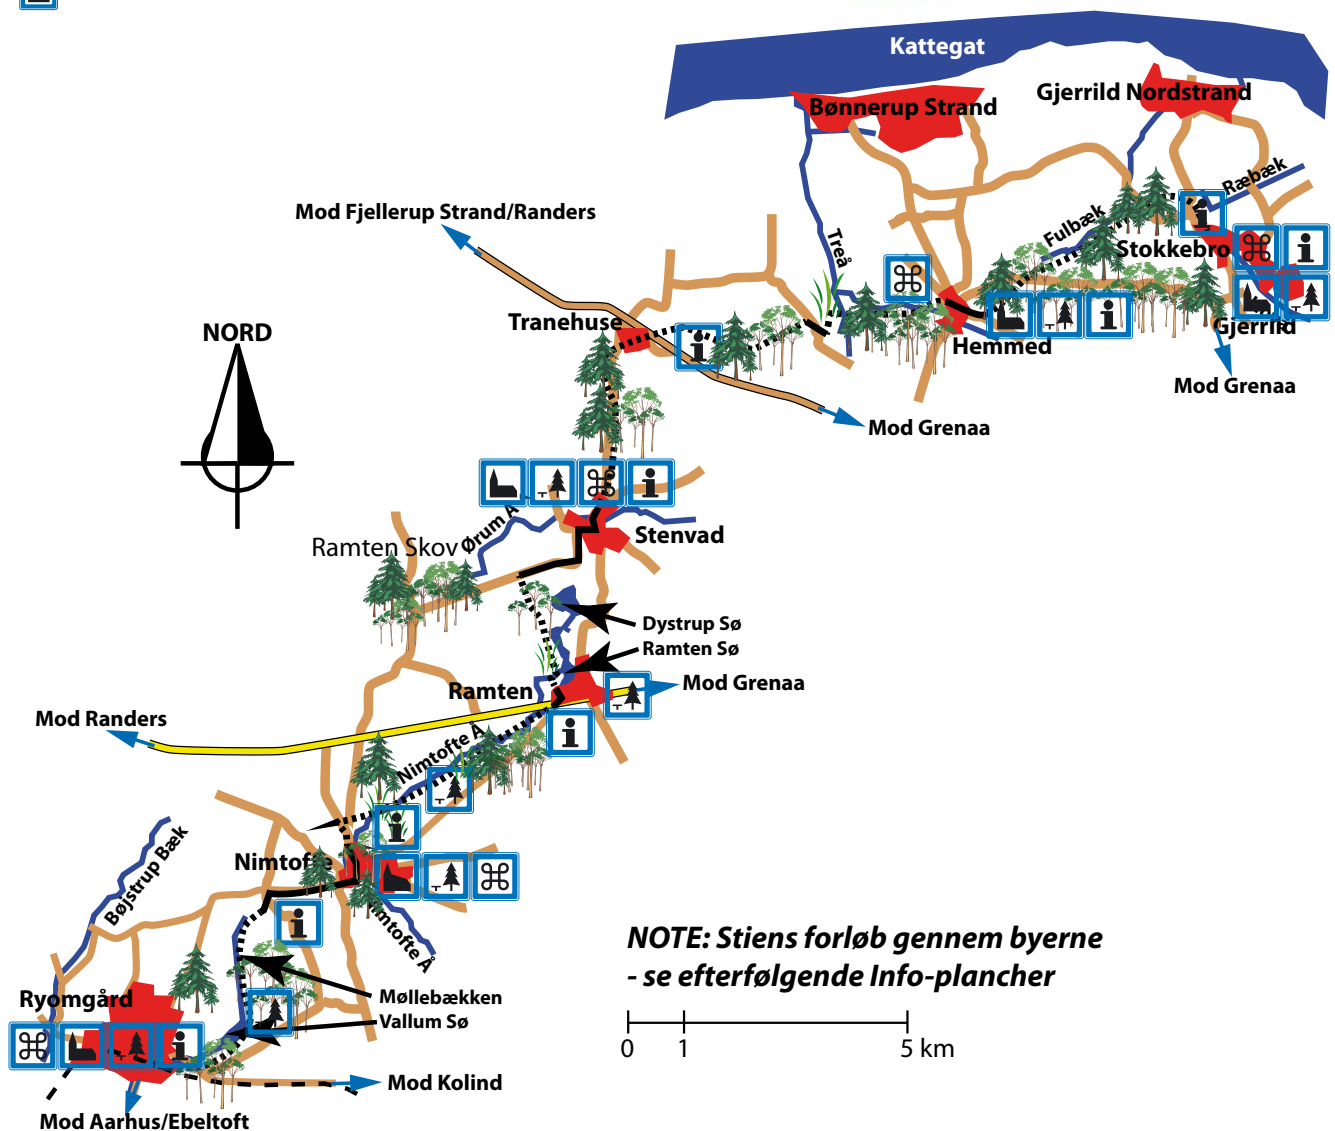 Kattegat
Gjerrild Nordstrand
Bønnerup Strand
Ræbæk
Mod Fjellerup Strand/Randers
Fulbæk
Treå
Stokkebro
Tranehuse
NORD
Gjerrild
Hemmed
Mod Grenaa
Mod Grenaa
Ørum Å
Stenvad
Ramten Skov
Dystrup Sø
Ramten Sø
Ramten
Mod Grenaa
Mod Randers
Nimtofte Å
Bøjstrup Bæk
Nimtofte
Nimtofte Å
NOTE: Stiens forløb gennem byerne
- se efterfølgende Info-plancher
Ryomgård
Møllebækken
Vallum Sø
0 1 5 km
Mod Kolind
Mod Aarhus/Ebeltoft